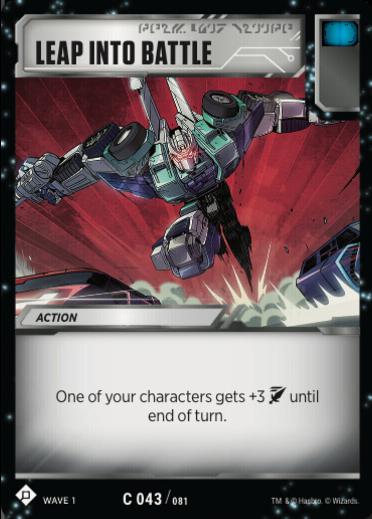 LEAP INTO BATTLE
ACTION
One of your characters gets +3 until
end of turn.
WAVE 1
C 043 / 081
TM & © Hasbro. © Wizards.